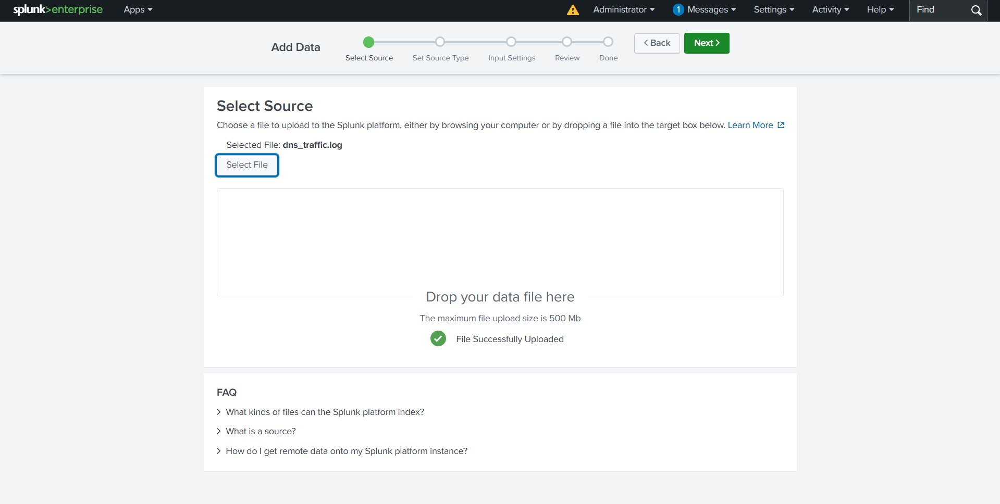 splunk>enterprise Apps Administrator 1 Messages Settings Activity Help Find
Add Data
Select Source Set Source Type Input Settings Review Done
Back Next
Select Source
Choose a file to upload to the Splunk platform, either by browsing your computer or by dropping a file into the target box below. Learn More
Selected File: dns_traffic.log
Select File
Drop your data file here
The maximum file upload size is 500 Mb
File Successfully Uploaded
FAQ
What kinds of files can the Splunk platform index?
What is a source?
How do I get remote data onto my Splunk platform instance?